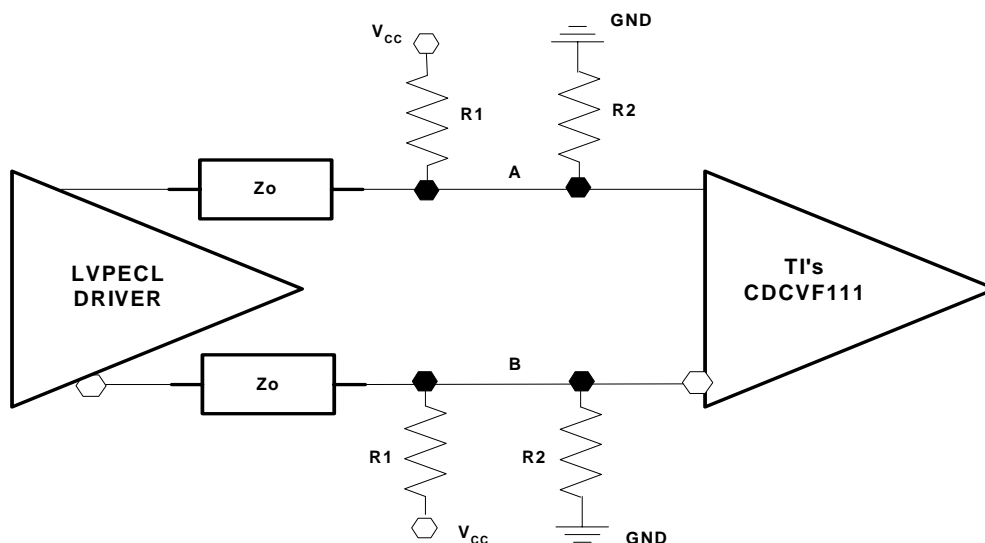 GND
VCC
R1
R2
Zo
A
LVPECL
DRIVER
TI's
CDCVF111
Zo
B
R1
R2
VCC
GND